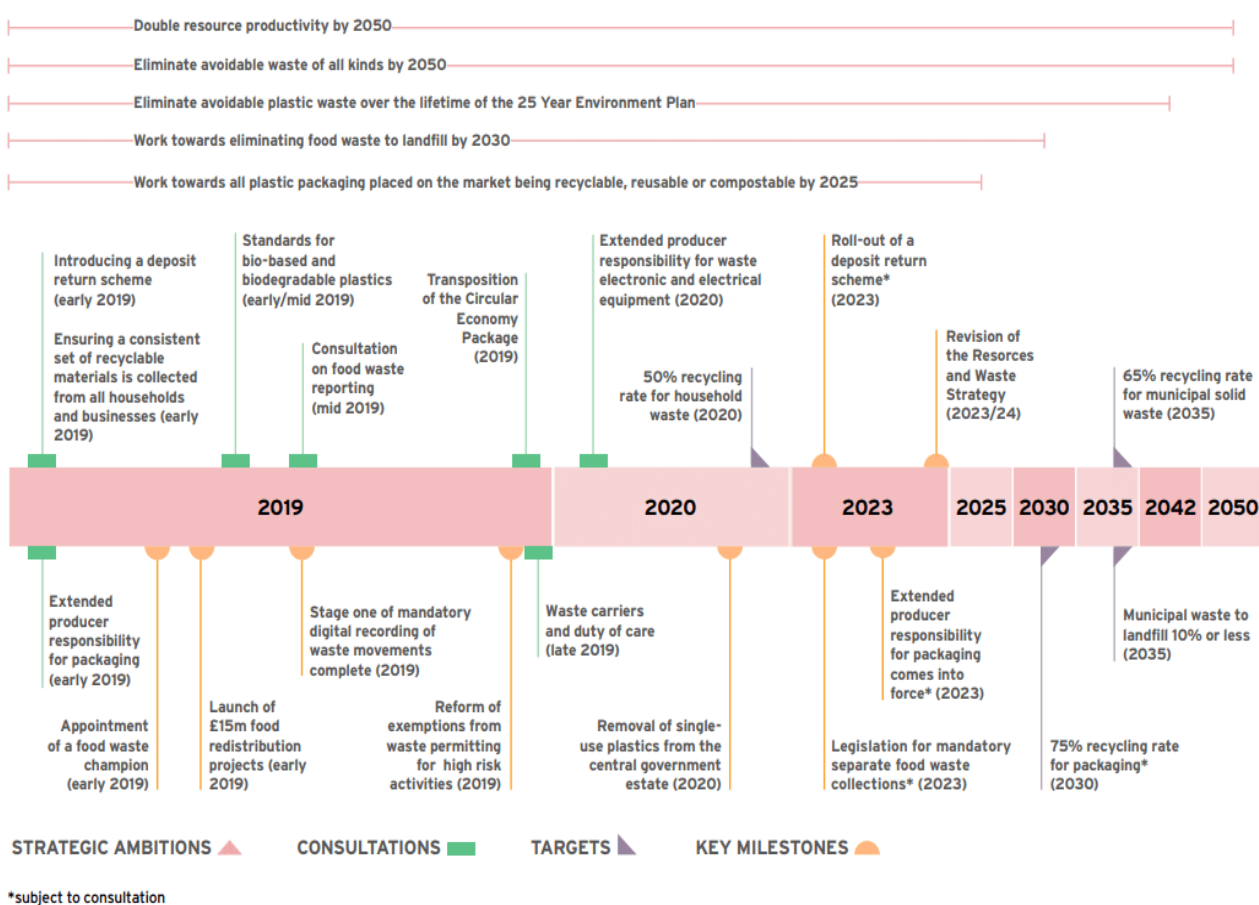 Double resource productivity by 2050
Eliminate avoidable waste of all kinds by 2050
Eliminate avoidable plastic waste over the lifetime of the 25 Year Environment Plan
Work towards eliminating food waste to landfill by 2030
Work towards all plastic packaging placed on the market being recyclable, reusable or compostable by 2025
Introducing a deposit
return scheme
(early 2019)
Ensuring a consistent
set of recyclable
materials is collected
from all households
and businesses (early
2019)
Standards for
bio-based and
biodegradable plastics
(early/mid 2019)
Consultation
on food waste
reporting
(mid 2019)
Transposition
of the Circular
Economy
Package
(2019)
Extended producer
responsibility for waste
electronic and electrical
equipment (2020)
50% recycling
rate for household
waste (2020)
Roll-out of a
deposit return
scheme*
(2023)
Revision of
the Resorces
and Waste
Strategy
(2023/24)
65% recycling rate
for municipal solid
waste (2035)
2019
2020
2023
2025
2030
2035
2042
2050
Extended
producer
responsibility
for packaging
(early 2019)
Appointment
of a food waste
champion
(early 2019)
Launch of
£15m food
redistribution
projects (early
2019)
Stage one of mandatory
digital recording of
waste movements
complete (2019)
Reform of
exemptions from
waste permitting
for high risk
activities (2019)
Waste carriers
and duty of care
(late 2019)
Removal of single-
use plastics from the
central government
estate (2020)
Extended
producer
responsibility
for packaging
comes into
force* (2023)
Legislation for mandatory
separate food waste
collections* (2023)
75% recycling rate
for packaging*
(2030)
Municipal waste to
landfill 10% or less
(2035)
STRATEGIC AMBITIONS
CONSULTATIONS
TARGETS
KEY MILESTONES
*subject to consultation